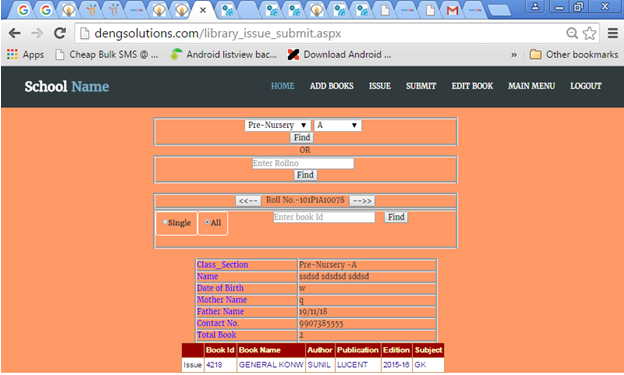 dengsolutions.com/library_issue_submit.aspx
Apps Cheap Bulk SMS @ ... Android listview bac... Download Android ... » Other bookmarks
School Name HOME ADD BOOKS ISSUE SUBMIT EDIT BOOK MAIN MENU LOGOUT
Pre-Nursery A
Find
OR
Enter Rollno
Find
<<-- Roll No.-101P1A10078 -->>
Single All Enter book Id Find
Class_Section Pre-Nursery -A
Name ssdsd sdsdsd sddsd
Date of Birth w
Mother Name q
Father Name 19/11/18
Contact No. 9907385555
Total Book 2
Book Id Book Name Author Publication Edition Subject
Issue 4218 GENERAL KONW SUNIL LUCENT 2015-16 GK